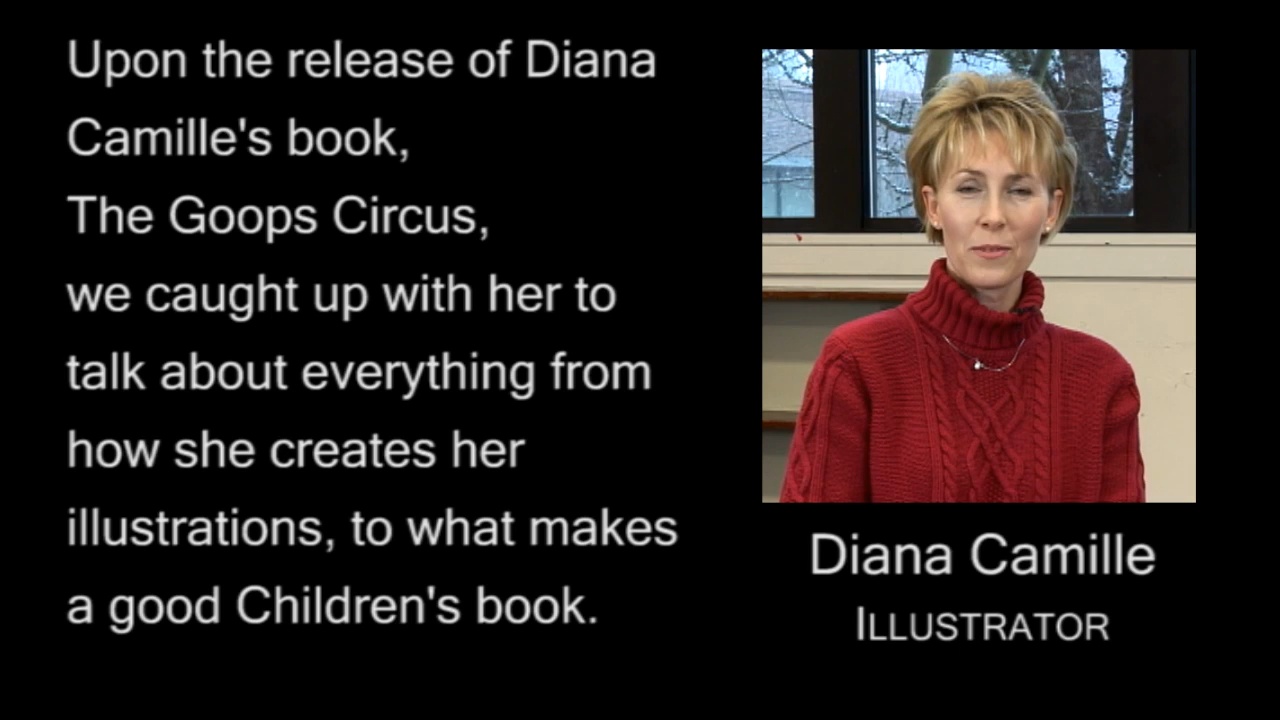 Upon the release of Diana
Camille's book,
The Goops Circus,
we caught up with her to
talk about everything from
how she creates her
illustrations, to what makes
a good Children's book.
Diana Camille
ILLUSTRATOR